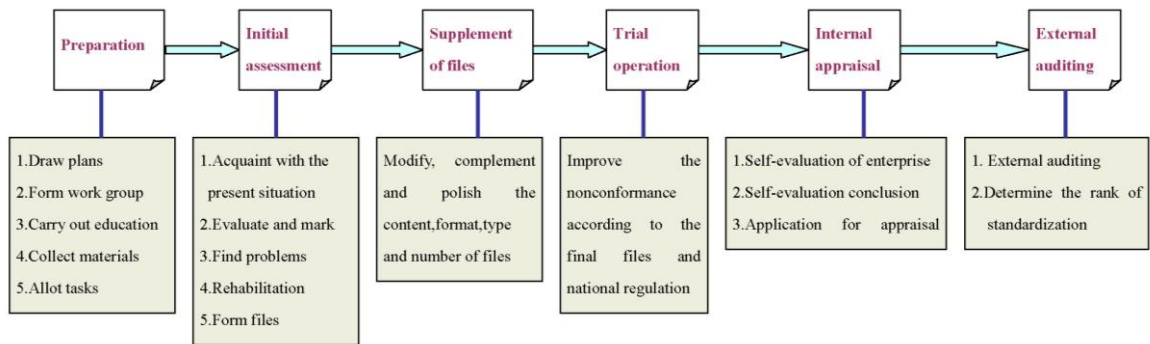 Preparation
Initial
assessment
Supplement
of files
Trial
operation
Internal
appraisal
External
auditing
1.Draw plans
2.Form work group
3.Carry out education
4.Collect materials
5.Allot tasks
1.Acquaint with the
present situation
2.Evaluate and mark
3.Find problems
4.Rehabilitation
5.Form files
Modify, complement
and polish the
content,format,type
and number of files
Improve the
nonconformance
according to the
final files and
national regulation
1.Self-evaluation of enterprise
2.Self-evaluation conclusion
3.Application for appraisal
1. External auditing
2.Determine the rank of
standardization